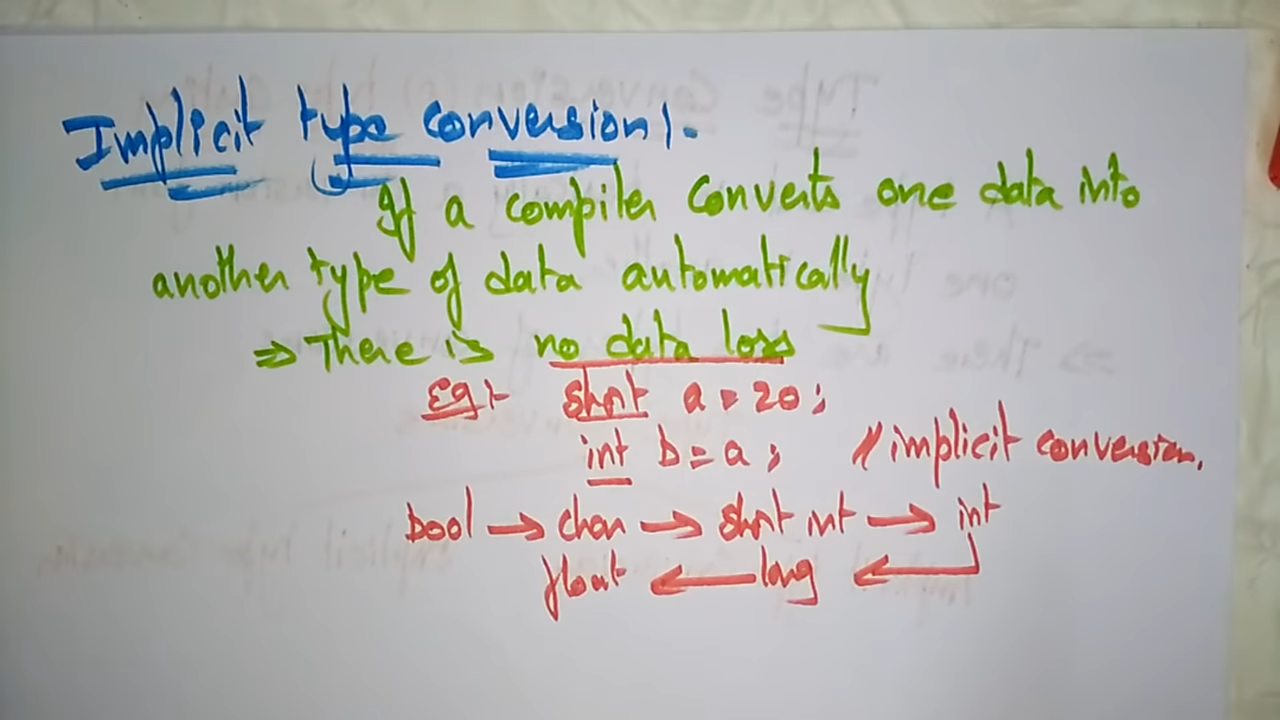 Implicit type conversion:-
If a compiler converts one data into
another type of data automatically
⇒ There is no data loss
Eg:- short a = 20;
int b = a; // implicit conversion.
bool → char → short int → int
float ← long ←